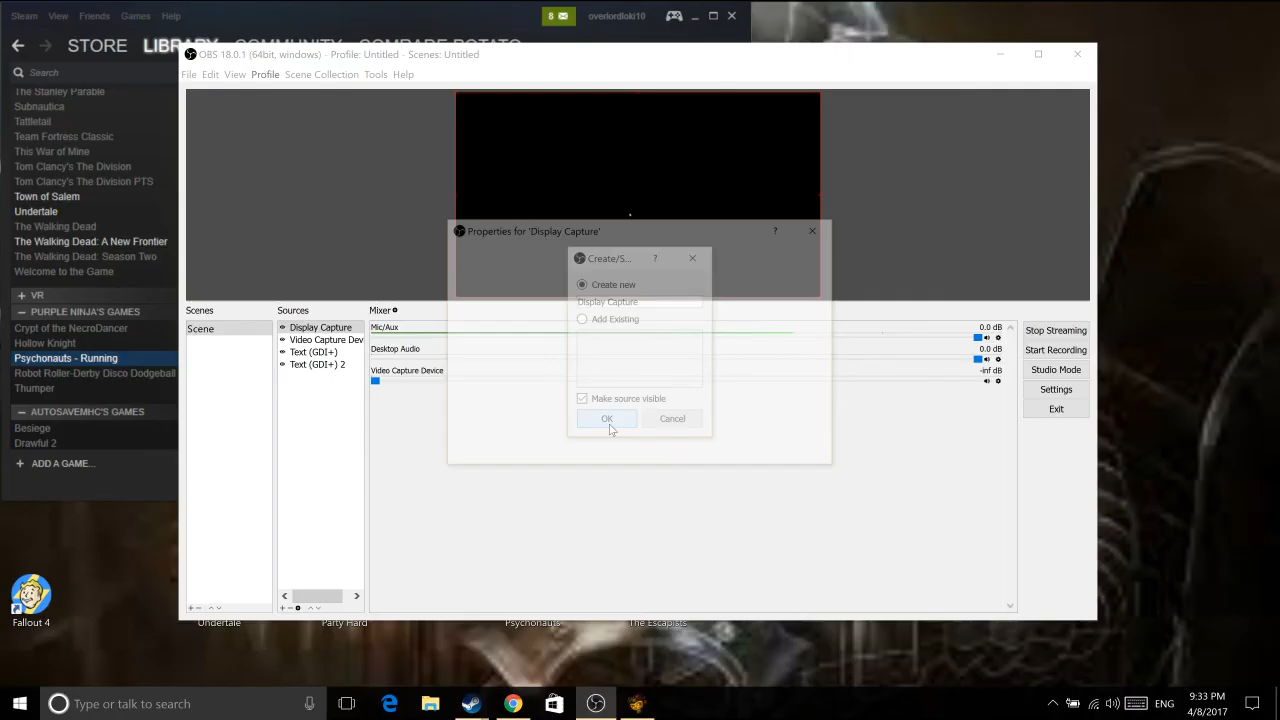 Steam View Friends Games Help
8
overlordloki10
STORE LIBRARY COMMUNITY COMPARE POTATO
Search
The Stanley Parable
Subnautica
Tattletail
Team Fortress Classic
This War of Mine
Tom Clancy's The Division
Tom Clancy's The Division PTS
Town of Salem
Undertale
The Walking Dead
The Walking Dead: A New Frontier
The Walking Dead: Season Two
Welcome to the Game
+ VR
— PURPLE NINJA'S GAMES
Crypt of the NecroDancer
Hollow Knight
Psychonauts - Running
Robot Roller-Derby Disco Dodgeball
Thumper
— AUTOSAVEMHC'S GAMES
Besiege
Drawful 2
+ ADD A GAME...
OBS 18.0.1 (64bit, windows) - Profile: Untitled - Scenes: Untitled
File Edit View Profile Scene Collection Tools Help
Properties for 'Display Capture'
?
Create/S...
?
Create new
Display Capture
Add Existing
Make source visible
OK
Cancel
Scenes
Scene
Sources
Display Capture
Video Capture Dev
Text (GDI+)
Text (GDI+) 2
Mixer
Mic/Aux
0.0 dB
Desktop Audio
0.0 dB
Video Capture Device
-inf dB
Stop Streaming
Start Recording
Studio Mode
Settings
Exit
Fallout 4
Undertale
Party Hard
Psychonauts
The Escapists
Type here to search
ENG
9:33 PM
4/8/2017